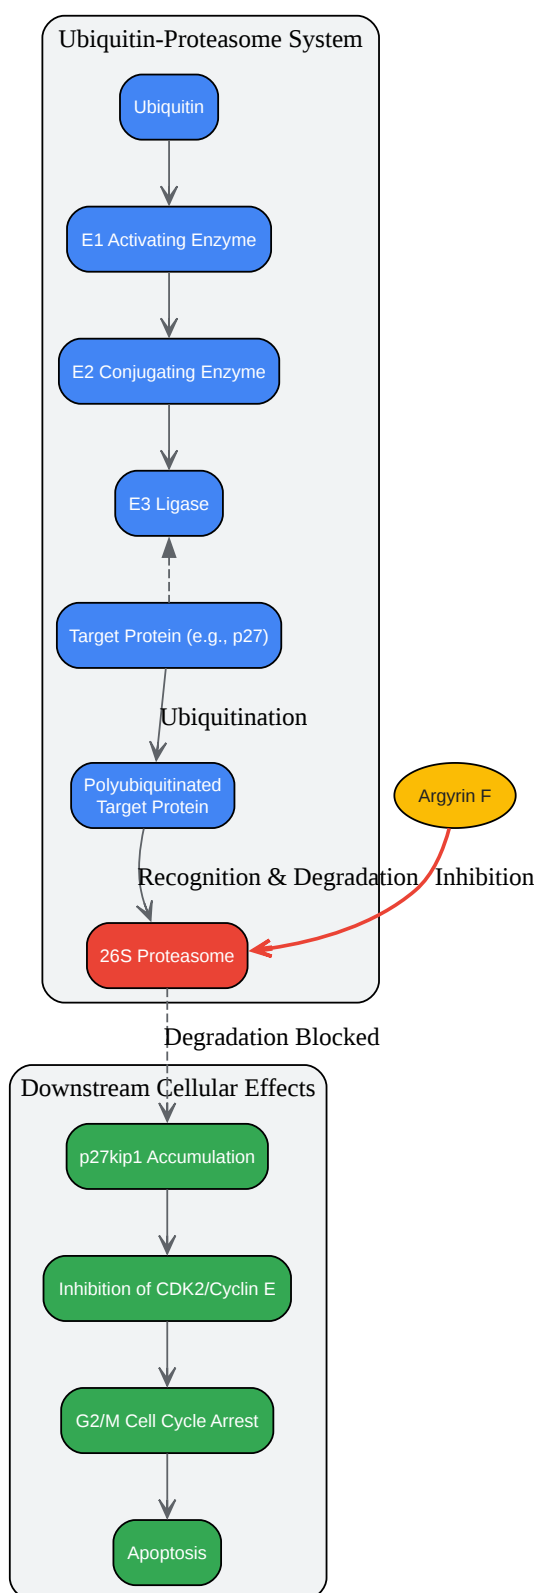 Ubiquitin-Proteasome System
Ubiquitin
E1 Activating Enzyme
E2 Conjugating Enzyme
E3 Ligase
Target Protein (e.g., p27)
Ubiquitination
Polyubiquitinated
Target Protein
Argyrin F
Recognition & Degradation
Inhibition
26S Proteasome
Degradation Blocked
Downstream Cellular Effects
p27kip1 Accumulation
Inhibition of CDK2/Cyclin E
G2/M Cell Cycle Arrest
Apoptosis